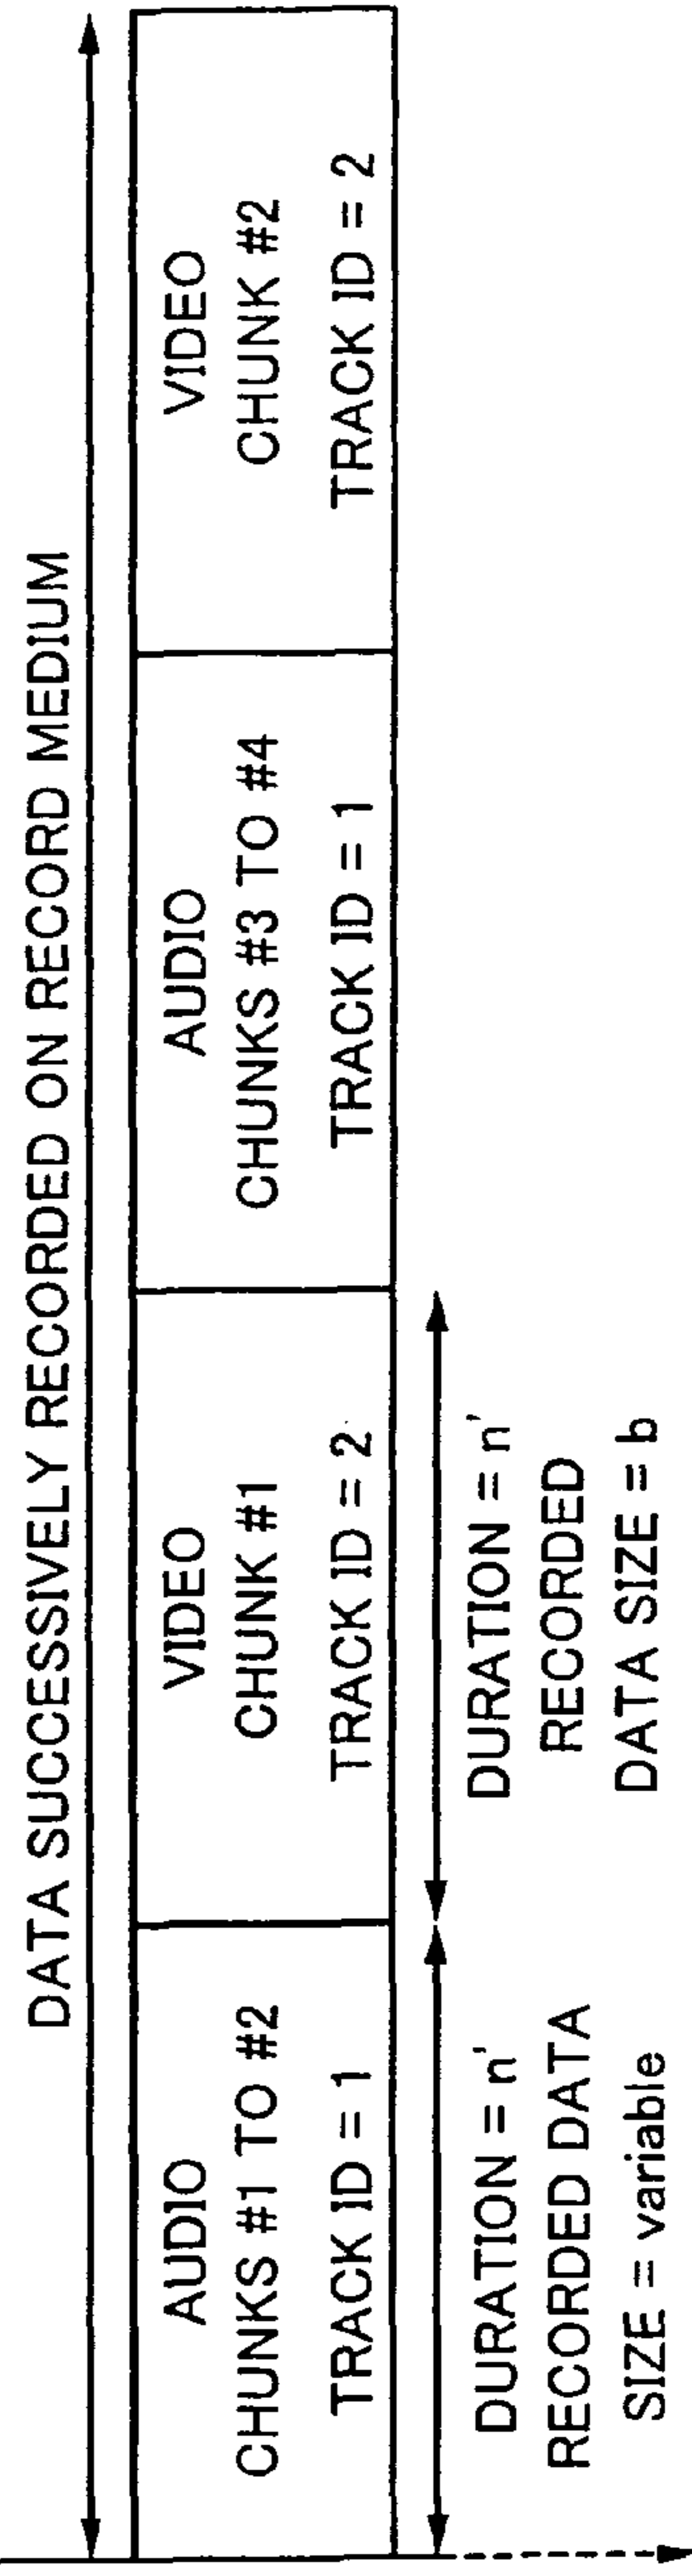 DATA SUCCESSIVELY RECORDED ON RECORD MEDIUM
AUDIO
CHUNKS #1 TO #2
TRACK ID = 1
VIDEO
CHUNK #1
TRACK ID = 2
AUDIO
CHUNKS #3 TO #4
TRACK ID = 1
VIDEO
CHUNK #2
TRACK ID = 2
DURATION = n'
RECORDED DATA
SIZE = variable
DURATION = n'
RECORDED
DATA SIZE = b